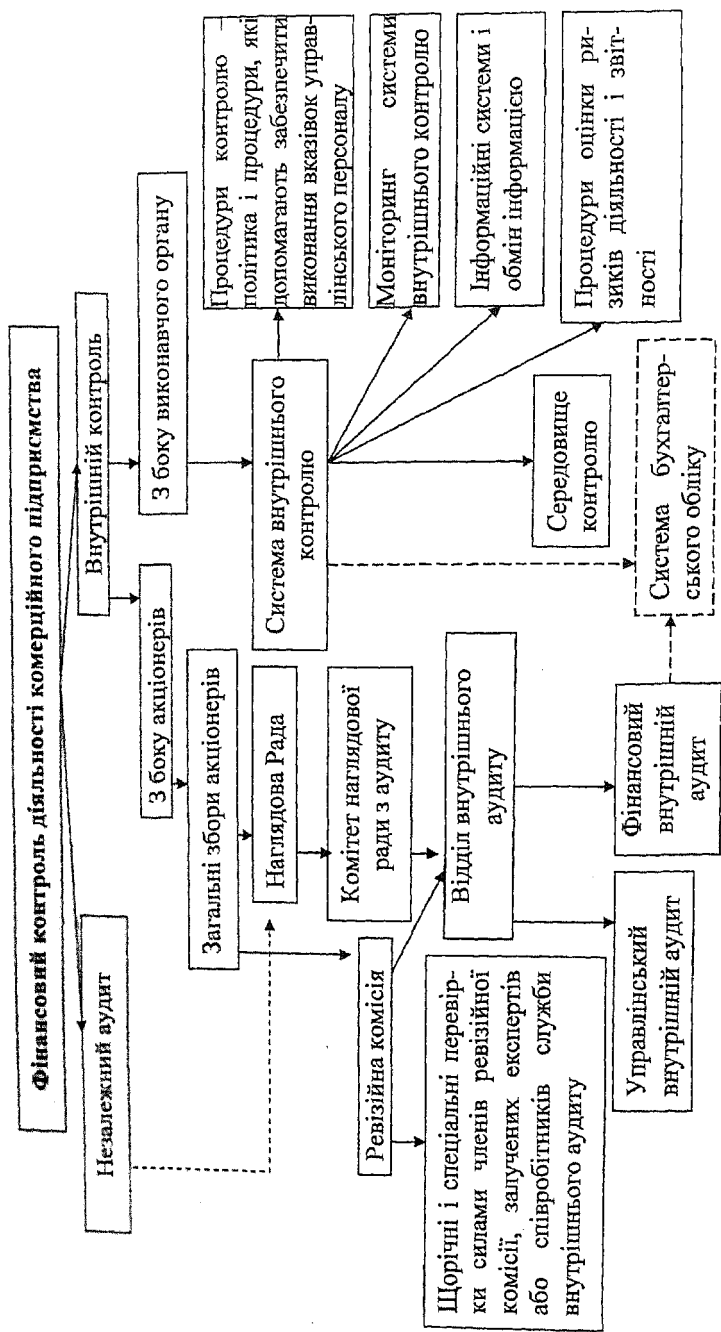 Фінансовий контроль діяльності комерційного підприємства
Незалежний аудит
Внутрішній контроль
З боку акціонерів
З боку виконавчого органу
Загальні збори акціонерів
Наглядова Рада
Комітет наглядової
ради з аудиту
Ревізійна комісія
Відділ внутрішнього
аудиту
Щорічні і спеціальні перевір-
ки силами членів ревізійної
комісії, залучених експертів
або співробітників служби
внутрішнього аудиту
Управлінський
внутрішній аудит
Фінансовий
внутрішній
аудит
Система внутрішнього
контролю
Середовище
контролю
Система бухгалтер-
ського обліку
Процедури контролю –
політика і процедури, які
допомагають забезпечити
виконання вказівок управ-
лінського персоналу
Моніторинг системи
внутрішнього контролю
Інформаційні системи і
обмін інформацією
Процедури оцінки ри-
зиків діяльності і звіт-
ності